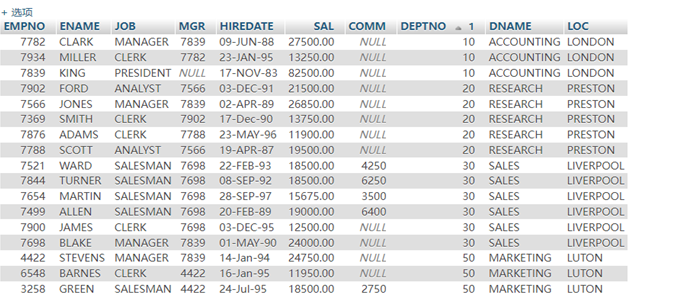 + 选项
EMPNO ENAME JOB MGR HIREDATE SAL COMM DEPTNO 1 DNAME LOC
7782 CLARK MANAGER 7839 09-JUN-88 27500.00 NULL 10 ACCOUNTING LONDON
7934 MILLER CLERK 7782 23-JAN-95 13250.00 NULL 10 ACCOUNTING LONDON
7839 KING PRESIDENT NULL 17-NOV-83 82500.00 NULL 10 ACCOUNTING LONDON
7902 FORD ANALYST 7566 03-DEC-91 21500.00 NULL 20 RESEARCH PRESTON
7566 JONES MANAGER 7839 02-APR-89 26850.00 NULL 20 RESEARCH PRESTON
7369 SMITH CLERK 7902 17-Dec-90 13750.00 NULL 20 RESEARCH PRESTON
7876 ADAMS CLERK 7788 23-MAY-96 11900.00 NULL 20 RESEARCH PRESTON
7788 SCOTT ANALYST 7566 19-APR-87 19500.00 NULL 20 RESEARCH PRESTON
7521 WARD SALESMAN 7698 22-FEB-93 18500.00 4250 30 SALES LIVERPOOL
7844 TURNER SALESMAN 7698 08-SEP-92 18500.00 6250 30 SALES LIVERPOOL
7654 MARTIN SALESMAN 7698 28-SEP-97 15675.00 3500 30 SALES LIVERPOOL
7499 ALLEN SALESMAN 7698 20-FEB-89 19000.00 6400 30 SALES LIVERPOOL
7900 JAMES CLERK 7698 03-DEC-95 12500.00 NULL 30 SALES LIVERPOOL
7698 BLAKE MANAGER 7839 01-MAY-90 24000.00 NULL 30 SALES LIVERPOOL
4422 STEVENS MANAGER 7839 14-Jan-94 24750.00 NULL 50 MARKETING LUTON
6548 BARNES CLERK 4422 16-Jan-95 11950.00 NULL 50 MARKETING LUTON
3258 GREEN SALESMAN 4422 24-Jul-95 18500.00 2750 50 MARKETING LUTON